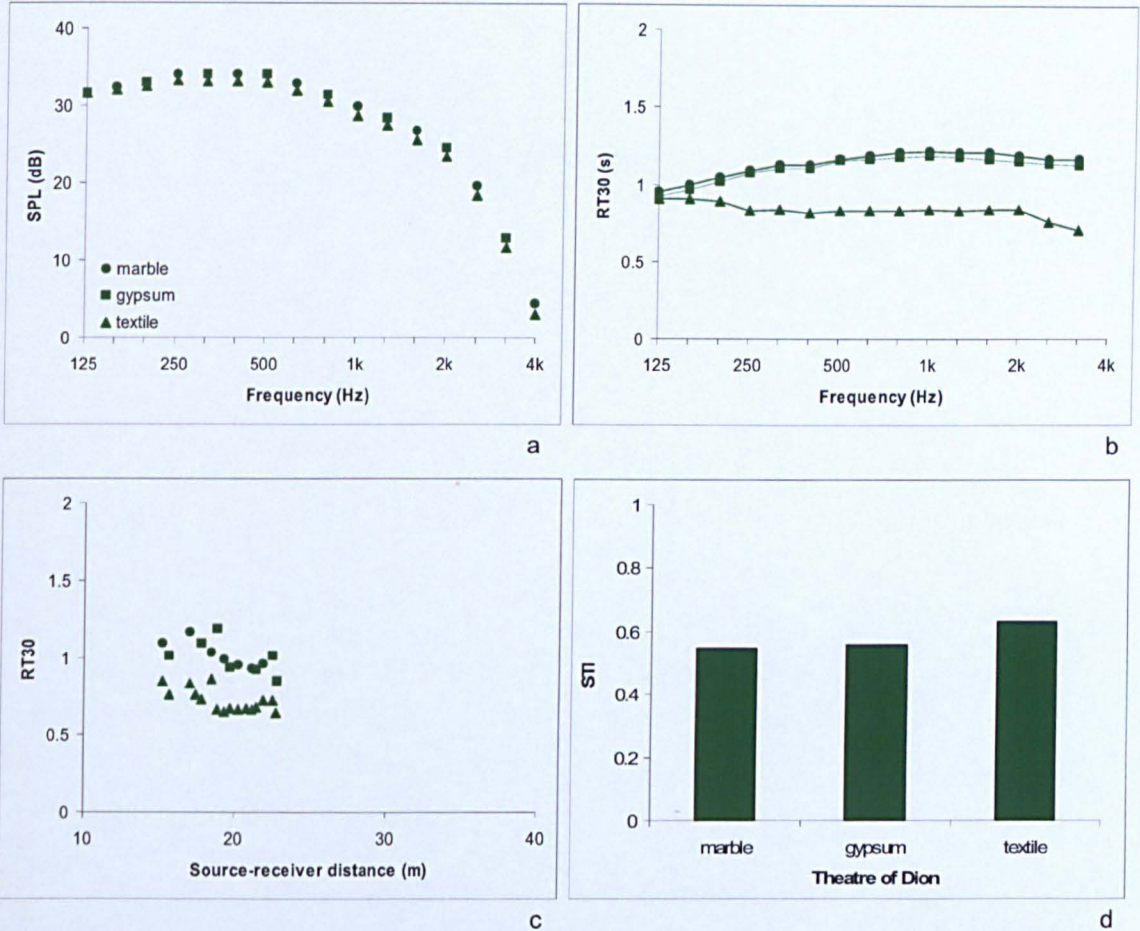 40
30
20
10
0
SPL (dB)
marble
gypsum
textile
125 250 500 1k 2k 4k
Frequency (Hz)
a
2
1.5
1
0.5
0
RT30 (s)
125 250 500 1k 2k 4k
Frequency (Hz)
b
2
1.5
1
0.5
0
RT30
10 20 30 40
Source-receiver distance (m)
c
1
0.8
0.6
0.4
0.2
0
STI
marble gypsum textile
Theatre of Dion
d